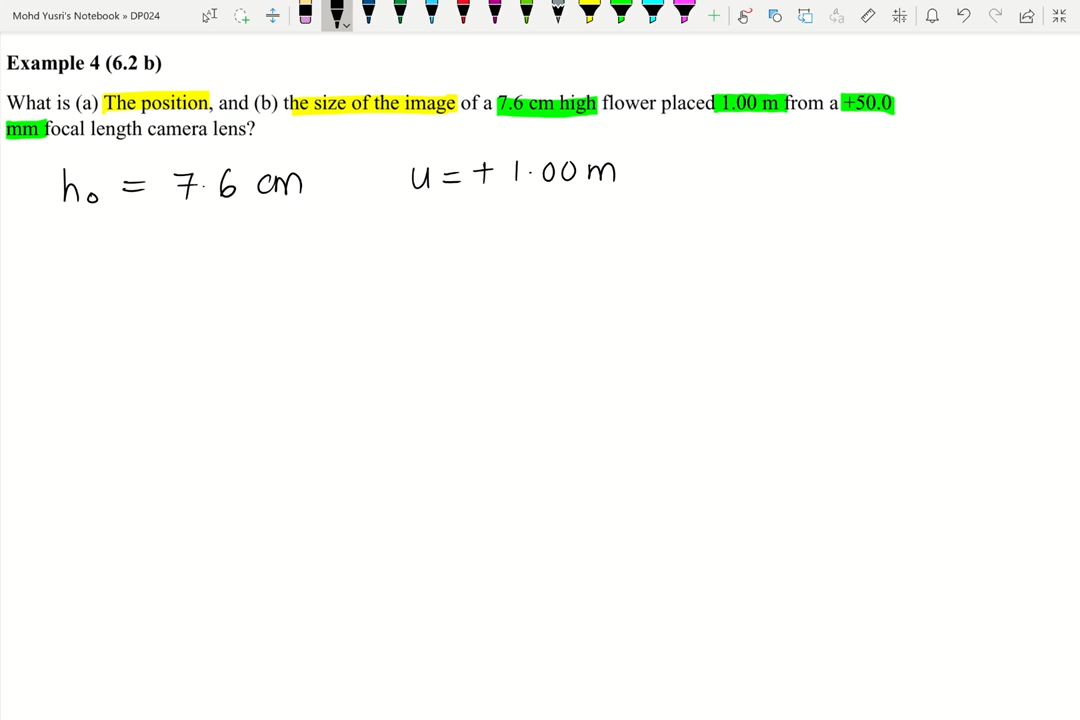 Mohd Yusri's Notebook » DP024
Example 4 (6.2 b)
What is (a) The position, and (b) the size of the image of a 7.6 cm high flower placed 1.00 m from a +50.0
mm focal length camera lens?
h₀ = 7.6 cm u = + 1.00 m